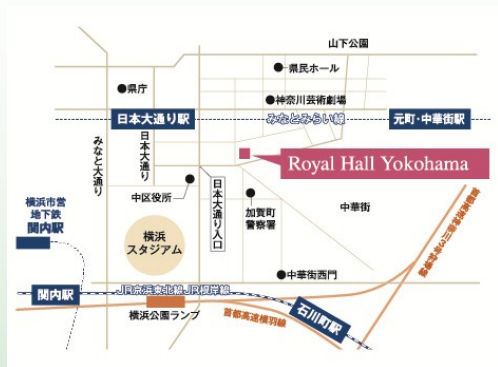 山下公園
県民ホール
県庁
神奈川芸術劇場
日本大通り駅
みなとみらい線
元町・中華街駅
みなと大通り
日本大通り
Royal Hall Yokohama
中区役所
日本大通り入口
加賀町
警察署
中華街
首都高速神奈川3号狩場線
横浜市営
地下鉄
関内駅
横浜
スタジアム
中華街西門
関内駅
JR京浜東北線・JR根岸線
石川町駅
横浜公園ランプ
首都高速横羽線